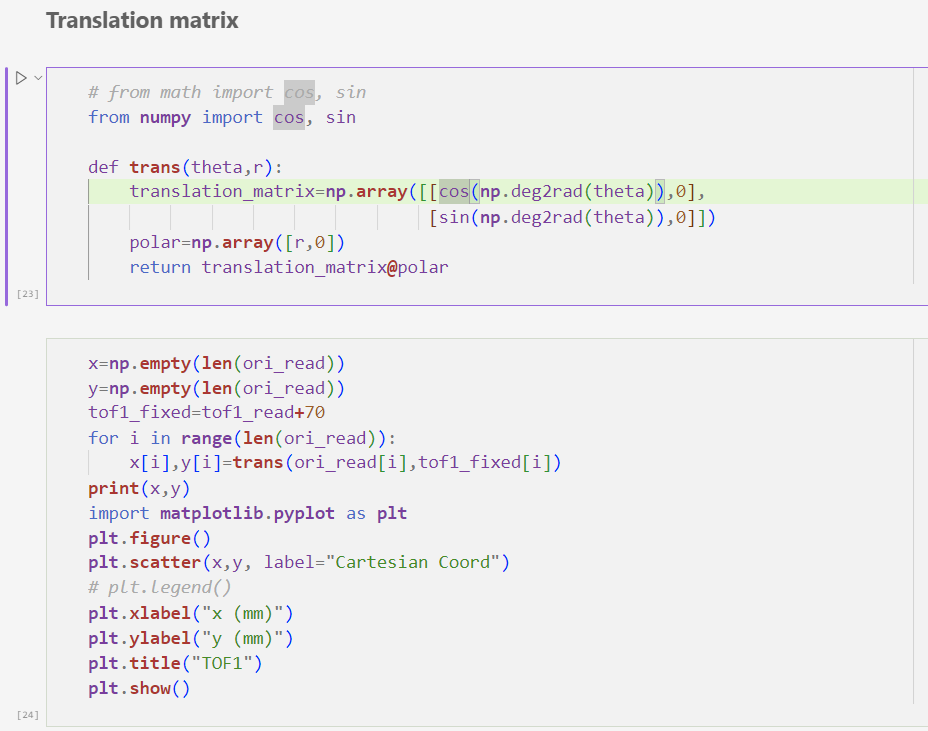 Translation matrix
# from math import cos, sin
from numpy import cos, sin
def trans(theta,r):
translation_matrix=np.array([[cos(np.deg2rad(theta)),0],
[sin(np.deg2rad(theta)),0]])
polar=np.array([r,0])
return translation_matrix@polar
[23]
x=np.empty(len(ori_read))
y=np.empty(len(ori_read))
tof1_fixed=tof1_read+70
for i in range(len(ori_read)):
x[i],y[i]=trans(ori_read[i],tof1_fixed[i])
print(x,y)
import matplotlib.pyplot as plt
plt.figure()
plt.scatter(x,y, label="Cartesian Coord")
# plt.legend()
plt.xlabel("x (mm)")
plt.ylabel("y (mm)")
plt.title("TOF1")
plt.show()
[24]